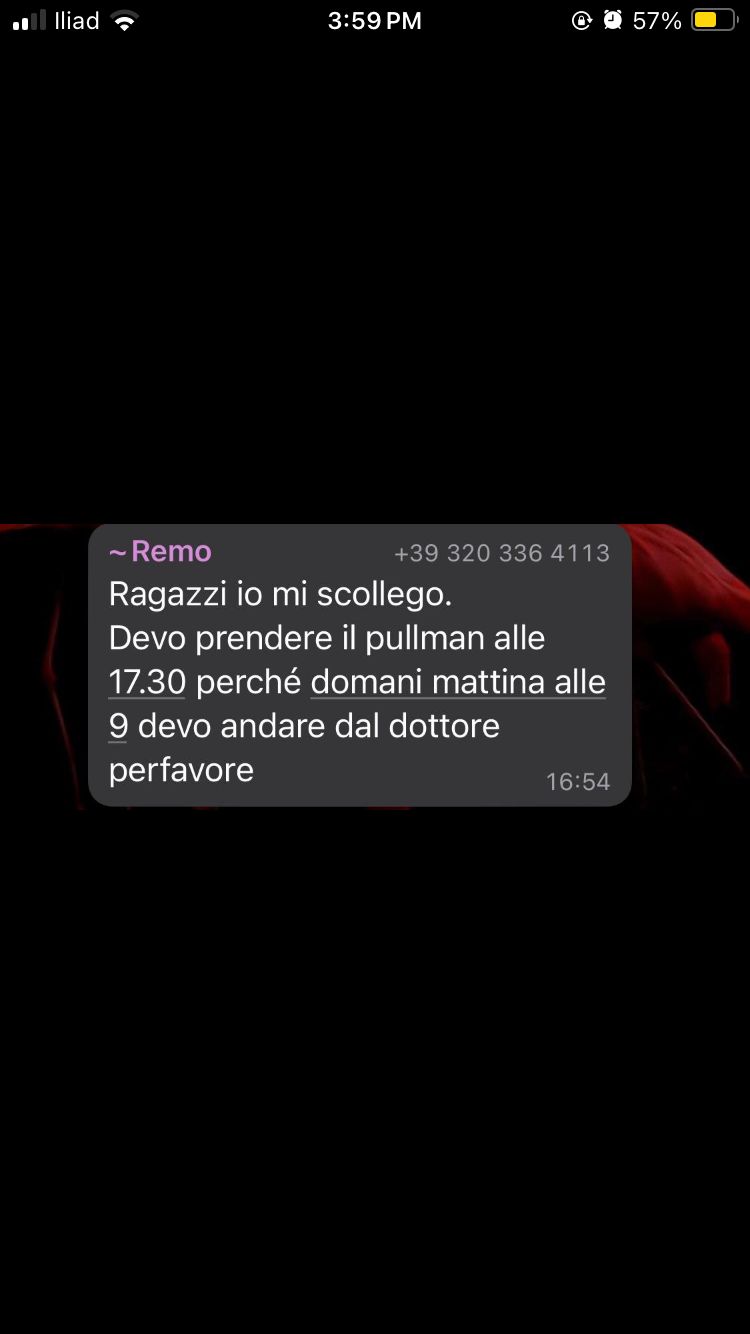 Iliad 3:59 PM 57%
~Remo +39 320 336 4113
Ragazzi io mi scollego.
Devo prendere il pullman alle
17.30 perché domani mattina alle
9 devo andare dal dottore
perfavore
16:54